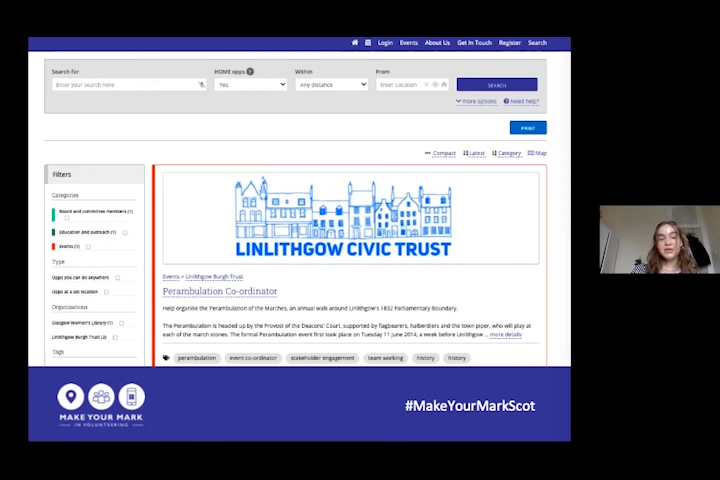 Login Events About Us Get In Touch Register Search
Search for HOME opps ? Within From
Enter your search here Yes Any distance Enter Location SEARCH
more options Need help?
PRINT
Compact Latest Category Map
Filters
Categories
Board and committee members (1)
Education and outreach (1)
Events (1)
Type
Opps you can do anywhere
Opps at a set location
Organisations
Glasgow Women's Library (1)
Linlithgow Burgh Trust (2)
Tags
LINLITHGOW CIVIC TRUST
Events > Linlithgow Burgh Trust
Perambulation Co-ordinator
Help organise the Perambulation of the Marches, an annual walk around Linlithgow's 1832 Parliamentary Boundary.
The Perambulation is headed up by the Provost of the Deacons' Court, supported by flagbearers, halberdiers and the town piper, who will play at
each of the march stones. The formal Perambulation event first took place on Tuesday 11 June 2014, a week before Linlithgow ... more details
perambulation event co-ordinator stakeholder engagement team working history history
MAKE YOUR MARK
IN VOLUNTEERING
#MakeYourMarkScot